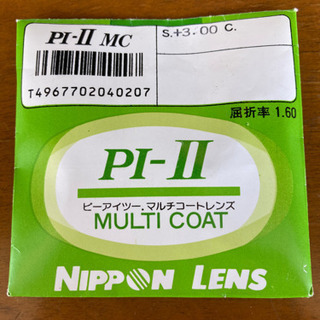 PI-II MC
S.+3.00 C.
T4967702040207
屈折率 1.60
PI-II
ピーアイツー.マルチコートレンズ
MULTI COAT
NIPPON LENS